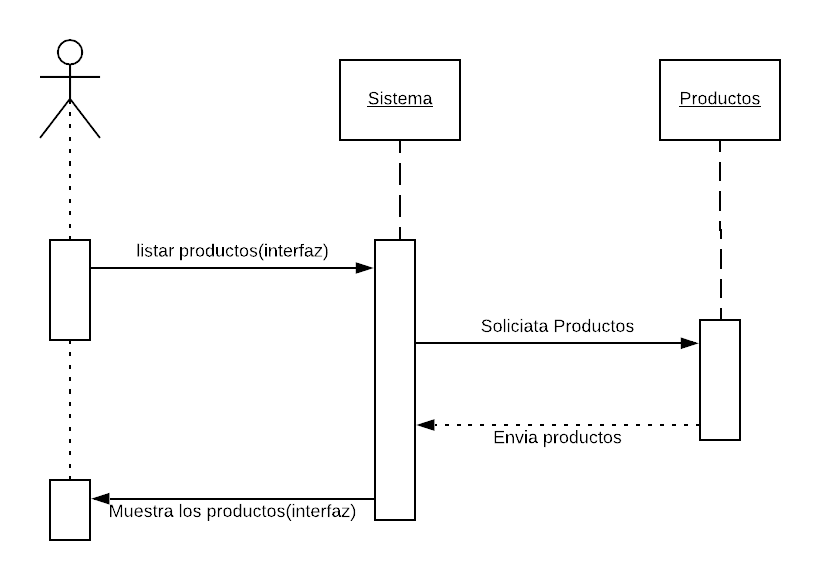 Sistema
Productos
listar productos(interfaz)
Soliciata Productos
Envia productos
Muestra los productos(interfaz)